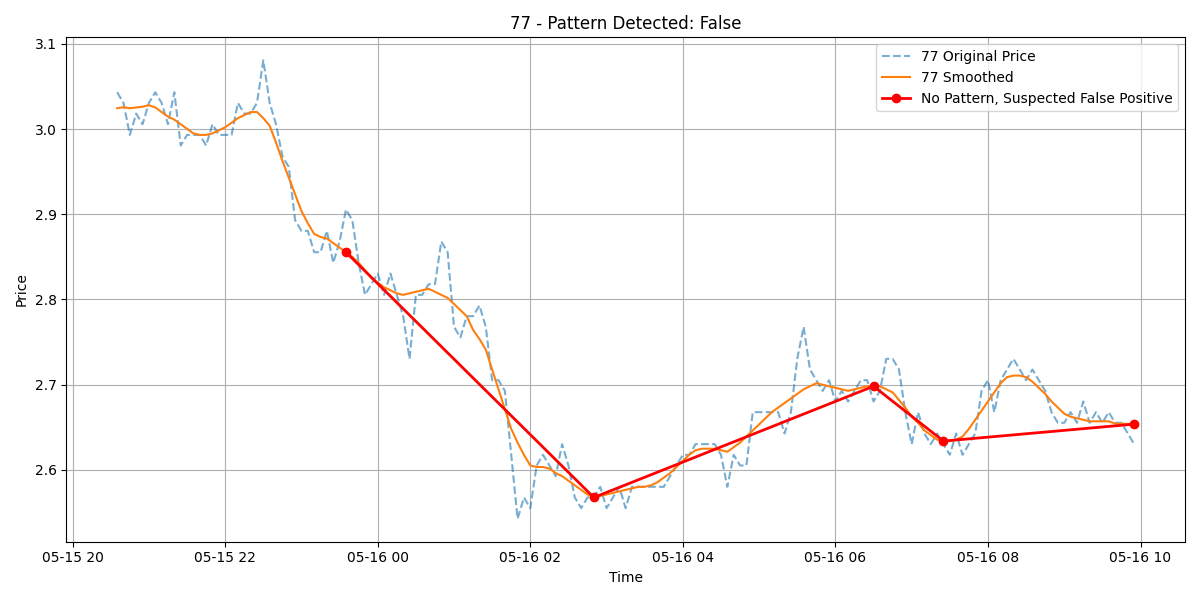 77 - Pattern Detected: False
77 Original Price
77 Smoothed
No Pattern, Suspected False Positive
Price
3.1
3.0
2.9
2.8
2.7
2.6
05-15 20
05-15 22
05-16 00
05-16 02
05-16 04
05-16 06
05-16 08
05-16 10
Time